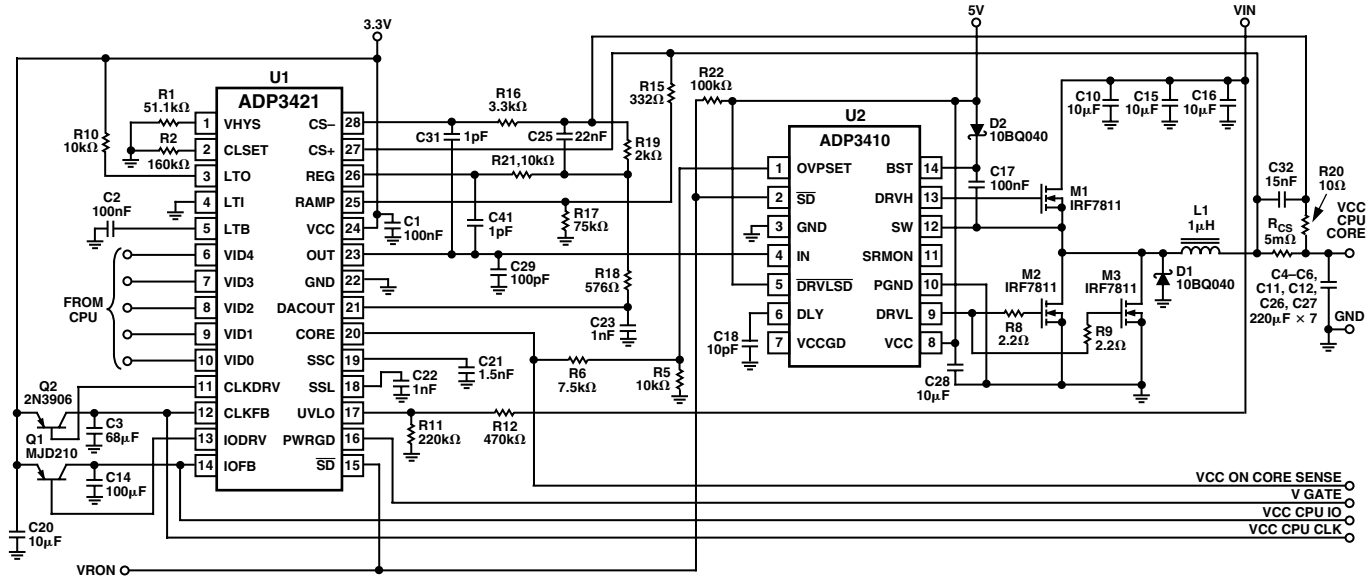 3.3V
5V
VIN
U1
ADP3421
R1
51.1kΩ
R2
160kΩ
R10
10kΩ
C2
100nF
1 VHYS
2 CLSET
3 LTO
4 LTI
5 LTB
6 VID4
7 VID3
8 VID2
9 VID1
10 VID0
11 CLKDRV
12 CLKFB
13 IODRV
14 IOFB
CS– 28
CS+ 27
REG 26
RAMP 25
VCC 24
OUT 23
GND 22
DACOUT 21
CORE 20
SSC 19
SSL 18
UVLO 17
PWRGD 16
SD 15
FROM
CPU
Q2
2N3906
C3
68μF
Q1
MJD210
C14
100μF
C20
10μF
VRON
R16
3.3kΩ
C31
1pF
C25
22nF
R19
2kΩ
R21,10kΩ
R15
332Ω
R17
75kΩ
C41
1pF
C1
100nF
C29
100pF
R18
576Ω
C23
1nF
C21
1.5nF
C22
1nF
R6
7.5kΩ
R5
10kΩ
R11
220kΩ
R12
470kΩ
R22
100kΩ
U2
ADP3410
1 OVPSET
2 SD
3 GND
4 IN
5 DRVLSD
6 DLY
7 VCCGD
BST 14
DRVH 13
SW 12
SRMON 11
PGND 10
DRVL 9
VCC 8
C18
10pF
C28
10μF
D2
10BQ040
C17
100nF
C10
10μF
C15
10μF
C16
10μF
M1
IRF7811
M2
IRF7811
M3
IRF7811
R8
2.2Ω
R9
2.2Ω
D1
10BQ040
L1
1μH
C32
15nF
R20
10Ω
RCS
5mΩ
VCC
CPU
CORE
C4–C6,
C11, C12,
C26, C27
220μF × 7
GND
VCC ON CORE SENSE
V GATE
VCC CPU IO
VCC CPU CLK